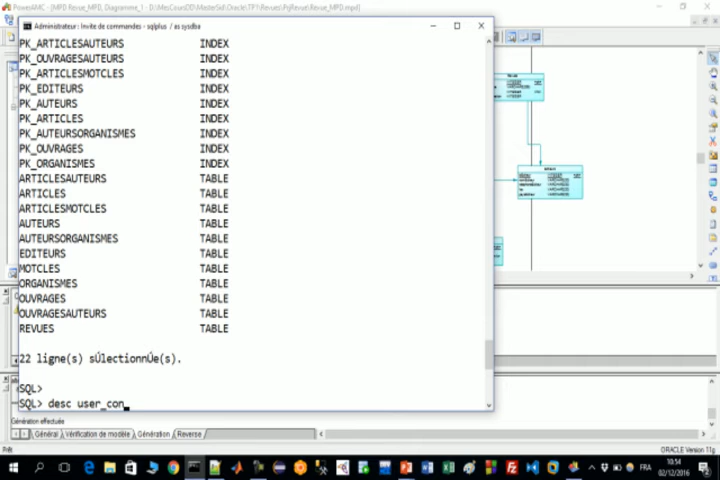 PowerAMC - [MPD Revue_MPD, Diagramme_1 - D:\MesCoursOD\MasterSid\Oracle\TF1\Revues\PrjRevue\Revue_MPD.mpd]
Administrateur : Invite de commandes - sqlplus / as sysdba
PK_ARTICLESAUTEURS INDEX
PK_OUVRAGESAUTEURS INDEX
PK_ARTICLESMOTCLES INDEX
PK_EDITEURS INDEX
PK_AUTEURS INDEX
PK_ARTICLES INDEX
PK_AUTEURSORGANISMES INDEX
PK_OUVRAGES INDEX
PK_ORGANISMES INDEX
ARTICLESAUTEURS TABLE
ARTICLES TABLE
ARTICLESMOTCLES TABLE
AUTEURS TABLE
AUTEURSORGANISMES TABLE
EDITEURS TABLE
MOTCLES TABLE
ORGANISMES TABLE
OUVRAGES TABLE
OUVRAGESAUTEURS TABLE
REVUES TABLE
22 ligne(s) sÚlectionnÚe(s).
SQL>
SQL> desc user_con
Génération effectuée
Général Vérification de modèle Génération Reverse
Prêt ORACLE Version 11g
FRA
10:54
02/12/2016